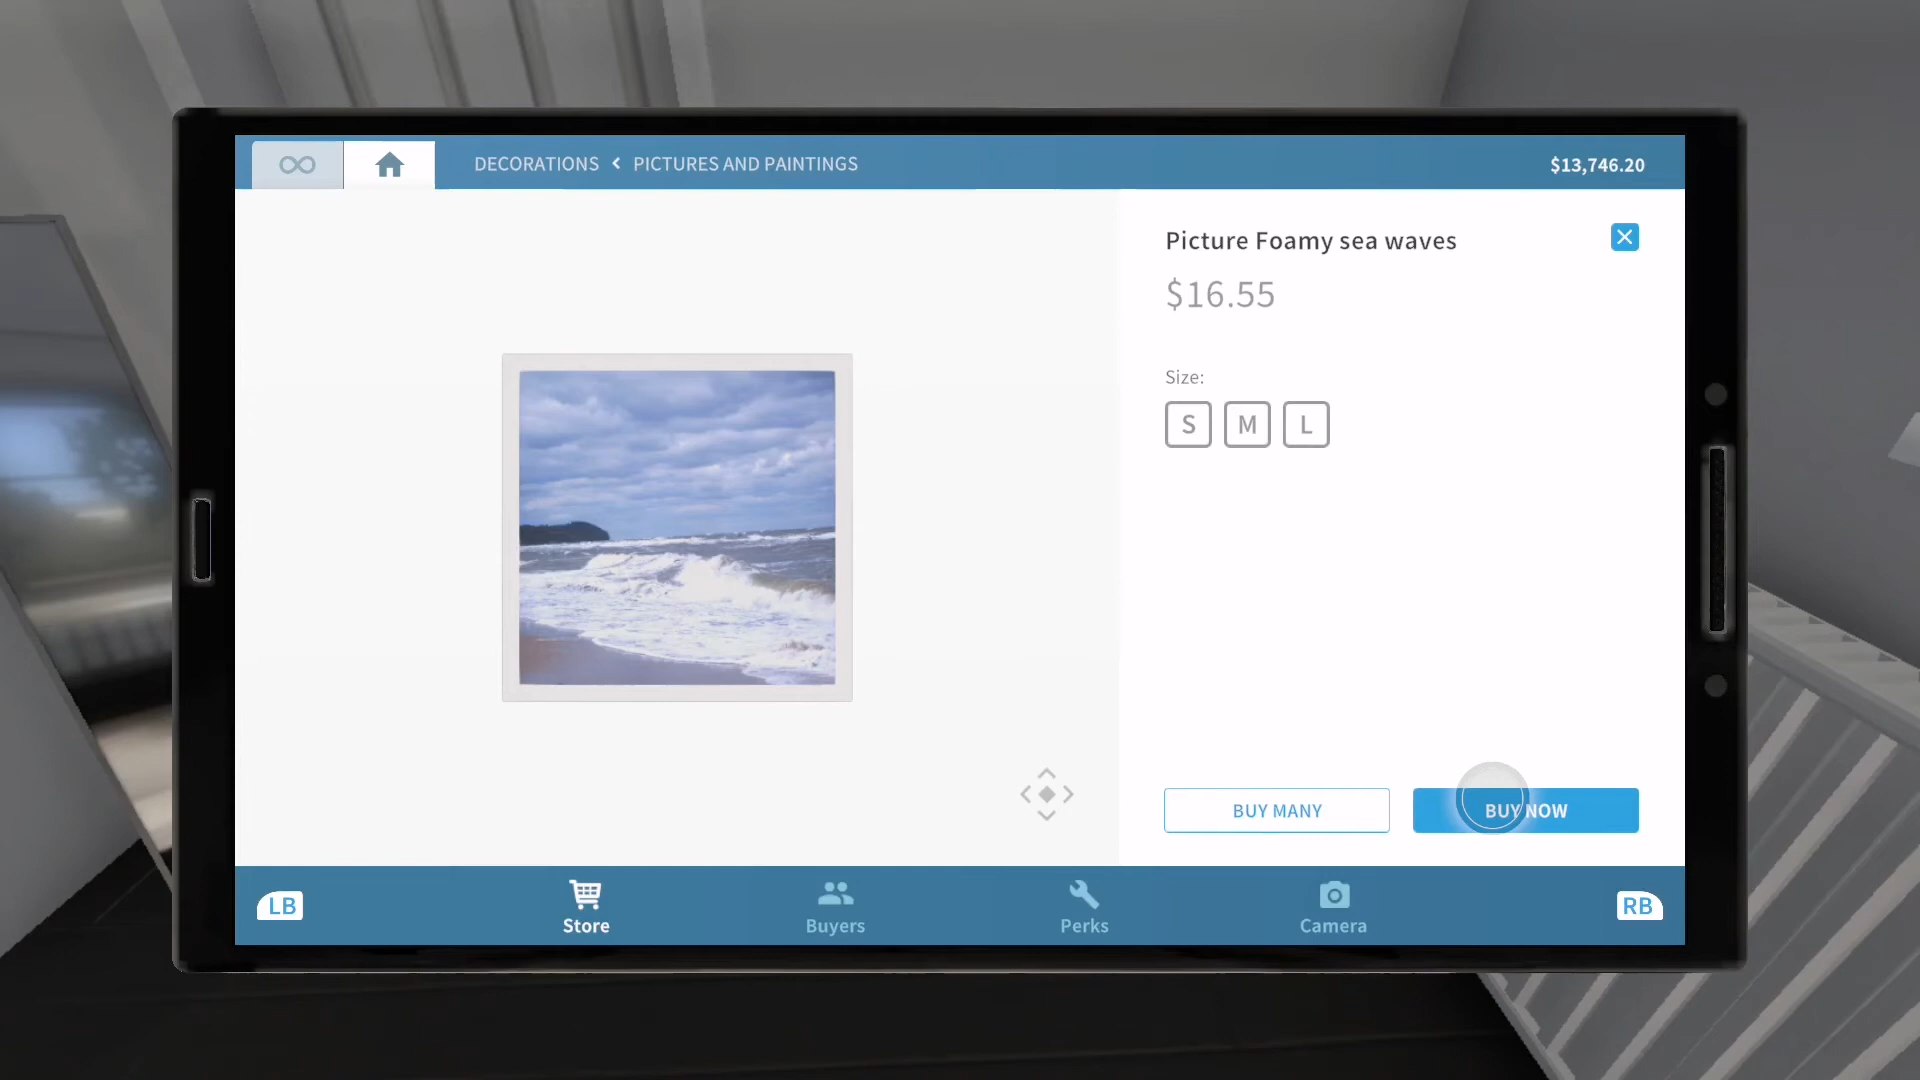 DECORATIONS < PICTURES AND PAINTINGS
$13,746.20
Picture Foamy sea waves
$16.55
Size:
S M L
BUY MANY
BUY NOW
LB
Store
Buyers
Perks
Camera
RB